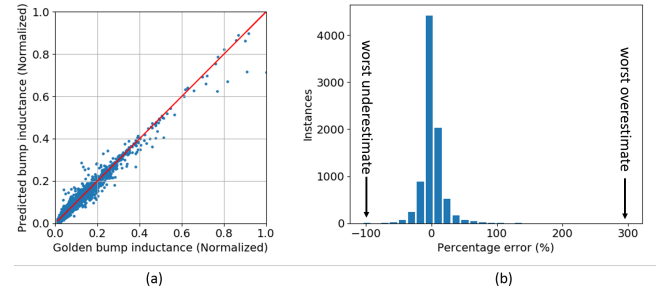 Predicted bump inductance (Normalized)
1.0
0.8
0.6
0.4
0.2
0.0
0.0 0.2 0.4 0.6 0.8 1.0
Golden bump inductance (Normalized)
(a)
Instances
4000
3000
2000
1000
0
worst underestimate
worst overestimate
−100 0 100 200 300
Percentage error (%)
(b)